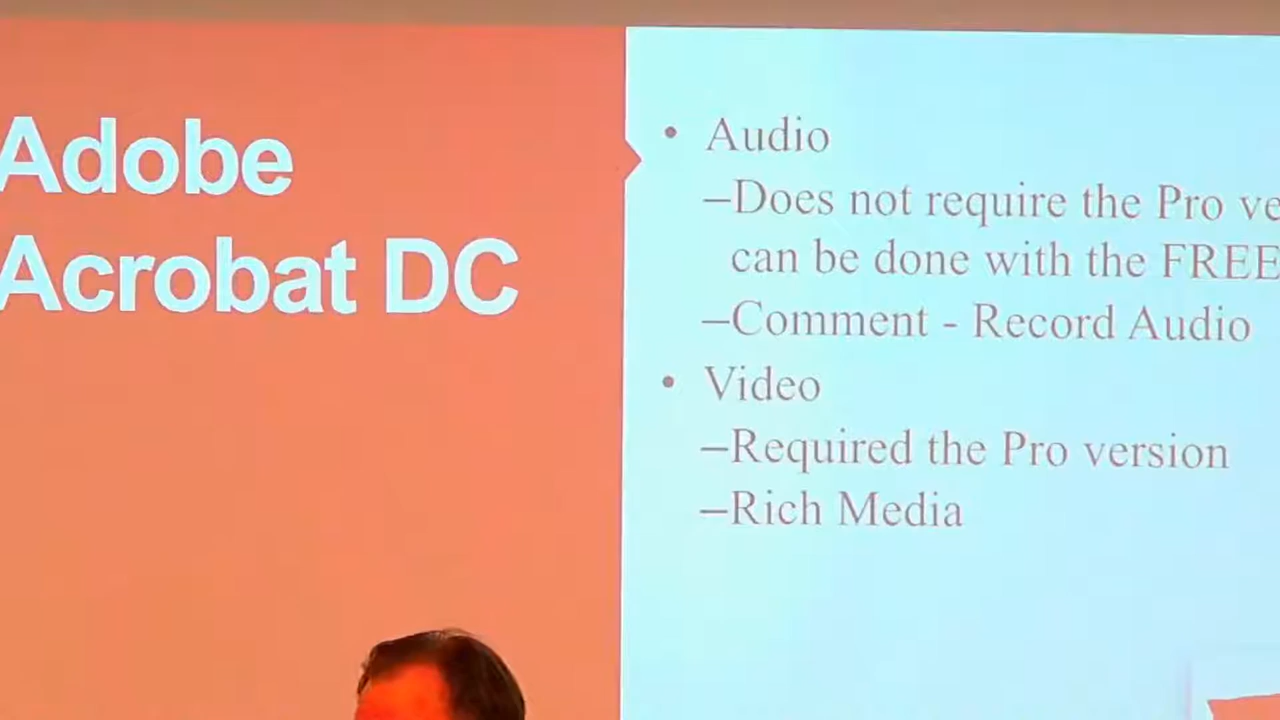 Adobe
Acrobat DC
• Audio
–Does not require the Pro
can be done with the FREE
–Comment - Record Audio
• Video
–Required the Pro version
–Rich Media